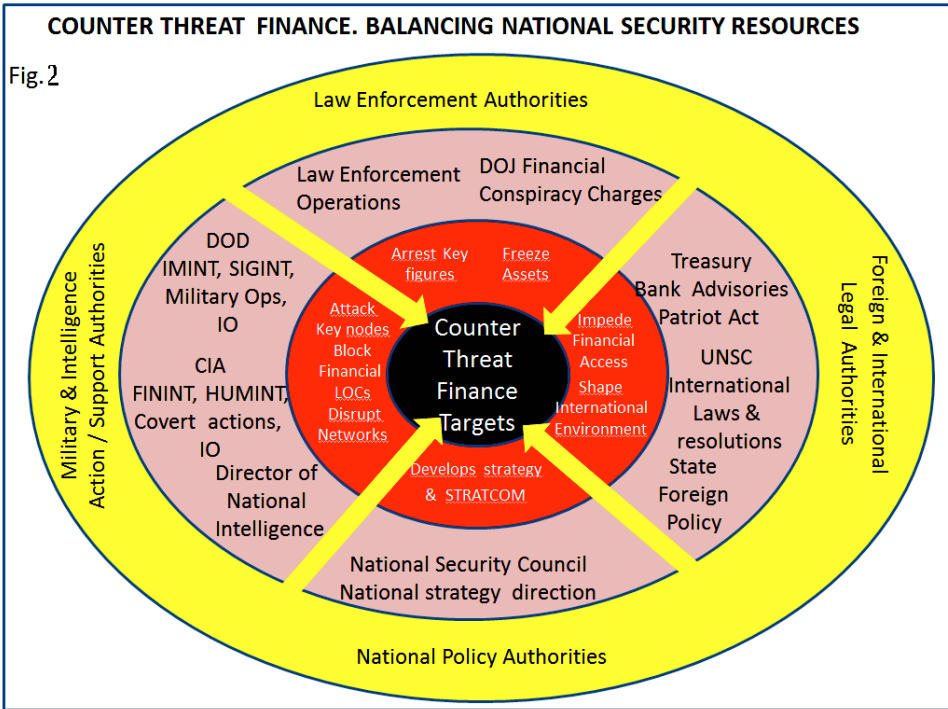 COUNTER THREAT FINANCE. BALANCING NATIONAL SECURITY RESOURCES
Fig.2
Law Enforcement Authorities
Law Enforcement
Operations
DOJ Financial
Conspiracy Charges
Military & Intelligence
Action / Support Authorities
DOD
IMINT, SIGINT,
Military Ops,
IO
CIA
FININT, HUMINT,
Covert actions,
IO
Director of
National
Intelligence
Arrest Key
figures
Freeze
Assets
Attack
Key nodes
Block
Financial
LOCs
Disrupt
Networks
Counter
Threat
Finance
Targets
Impede
Financial
Access
Shape
International
Environment
Develops strategy
& STRATCOM
Treasury
Bank Advisories
Patriot Act
UNSC
International
Laws &
resolutions
State
Foreign
Policy
Foreign & International
Legal Authorities
National Security Council
National strategy direction
National Policy Authorities